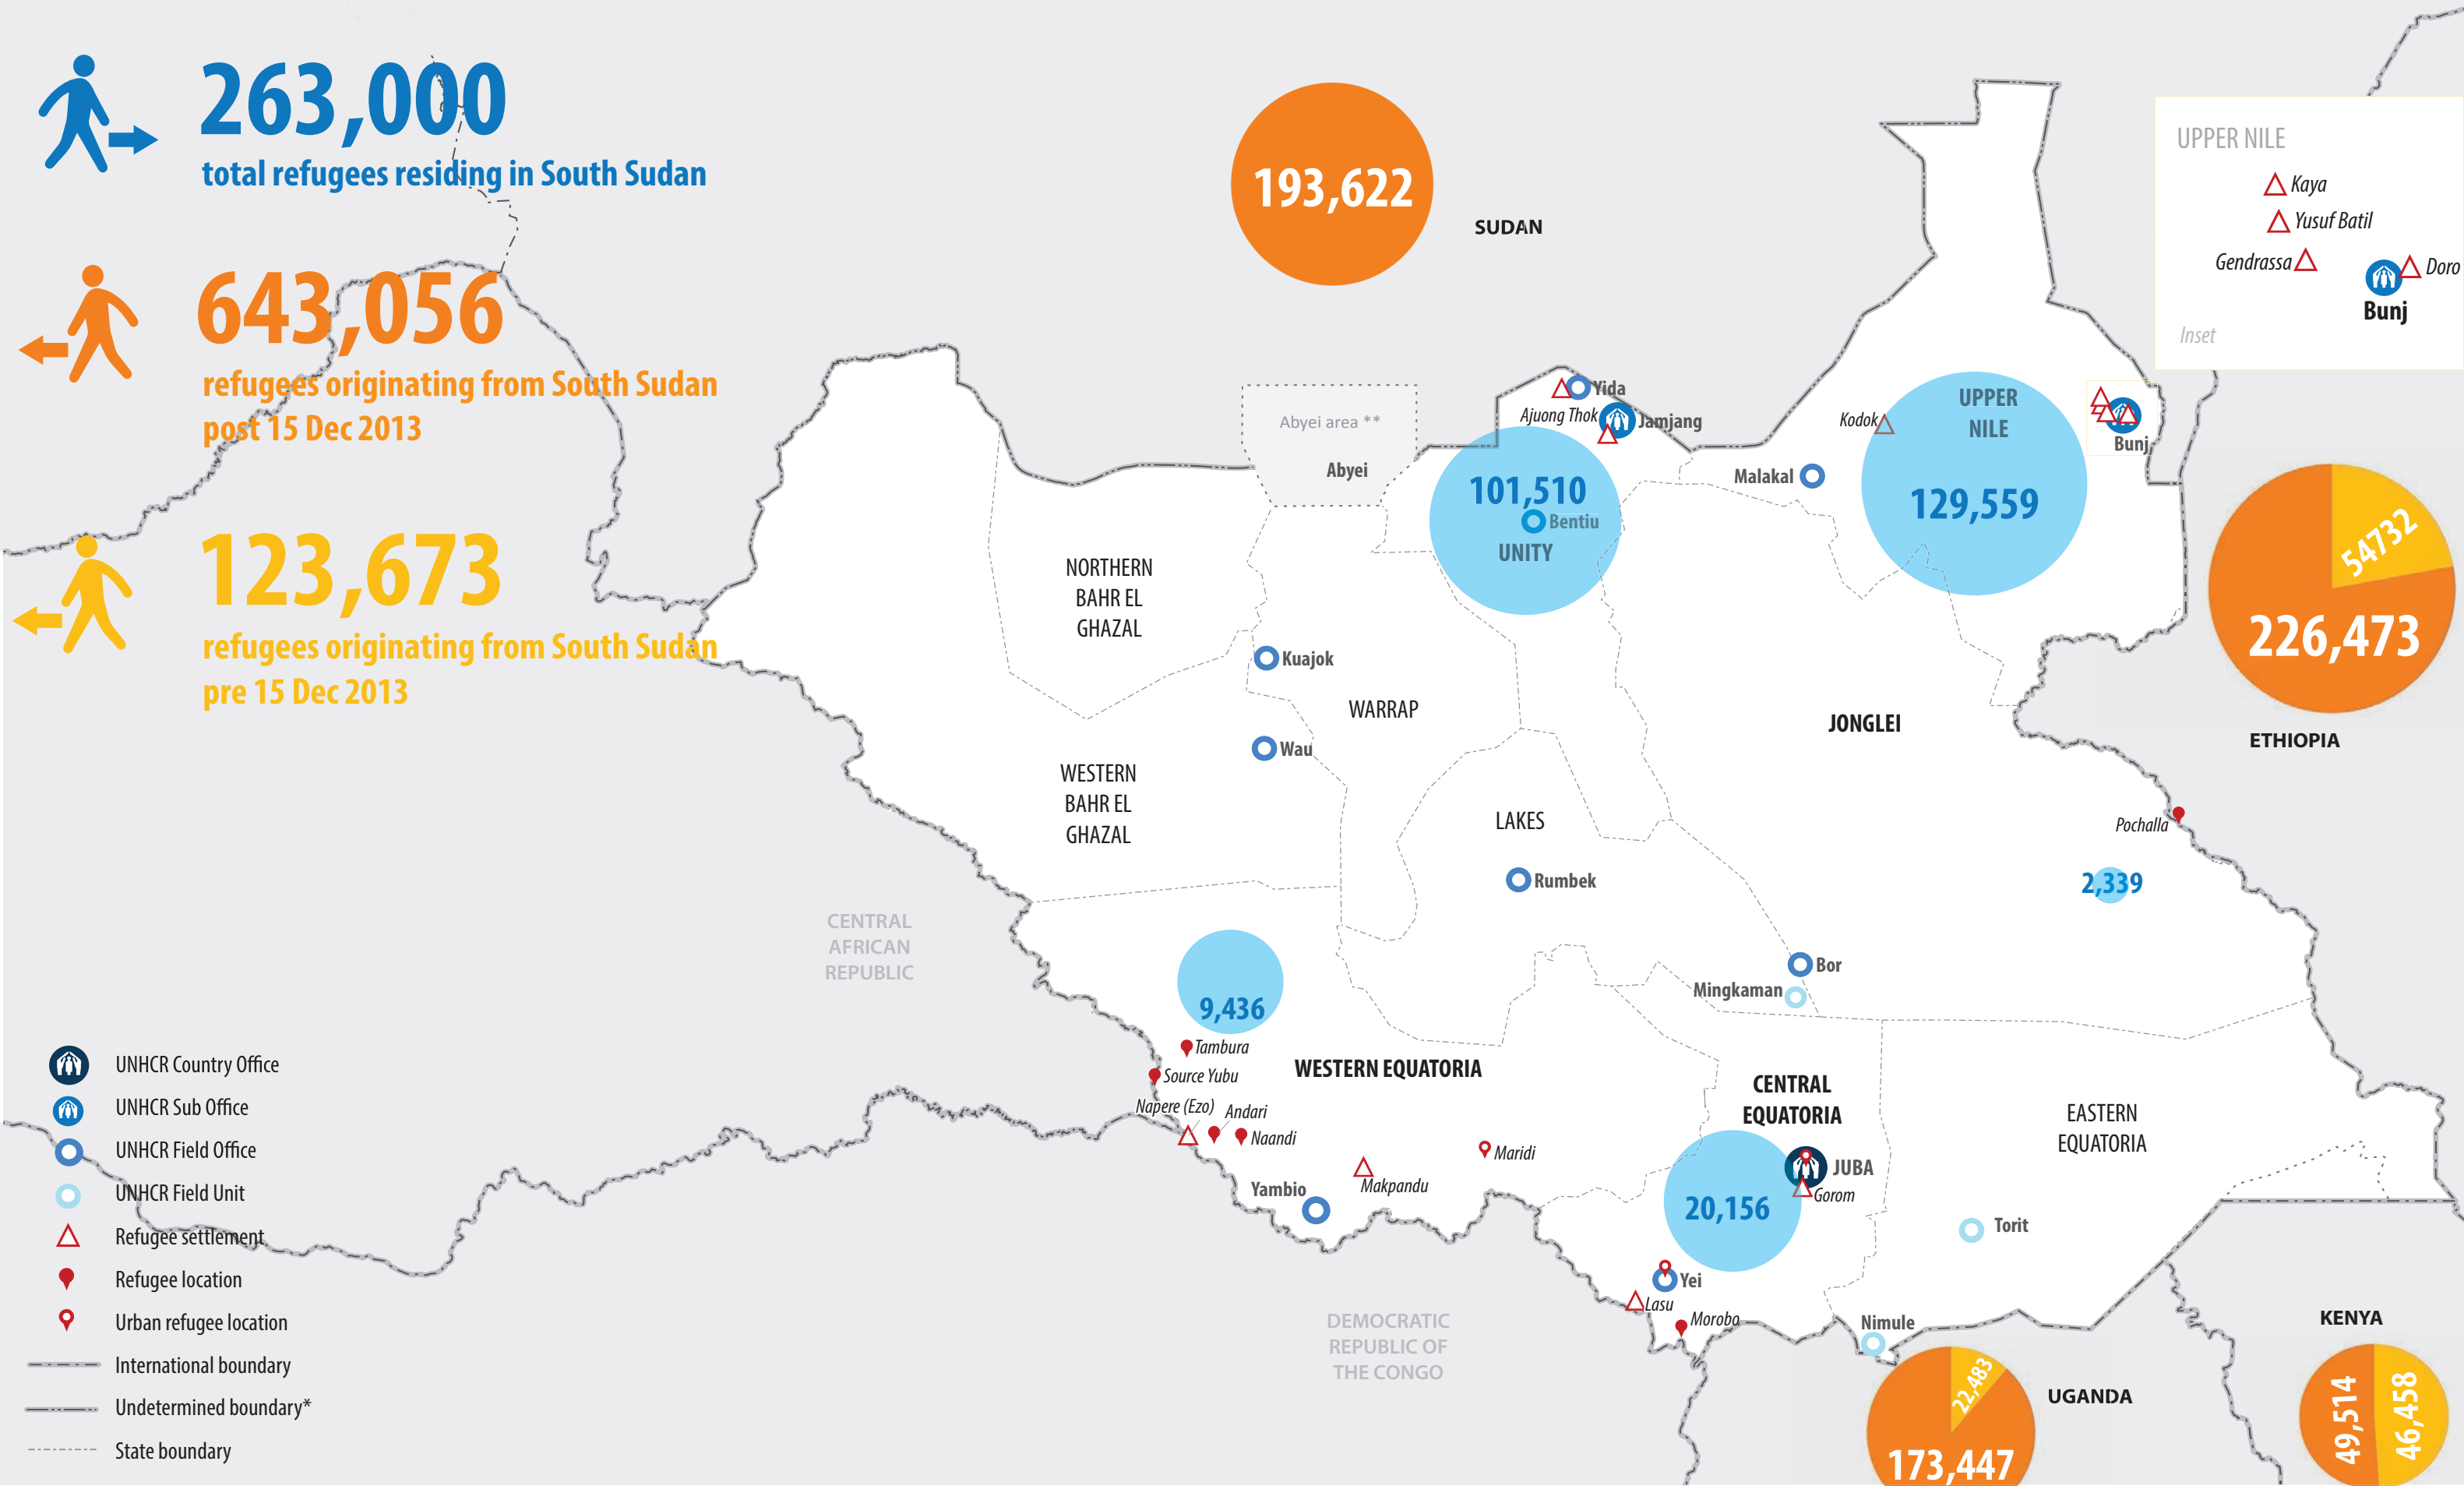 263,000
total refugees residing in South Sudan
643,056
refugees originating from South Sudan
post 15 Dec 2013
123,673
refugees originating from South Sudan
pre 15 Dec 2013
193,622
SUDAN
UPPER NILE
Kaya
Yusuf Batil
Gendrassa
Doro
Bunj
Inset
Abyei area **
Abyei
Yida
Ajuong Thok
Jamjang
101,510
Bentiu
UNITY
Kodok
UPPER
NILE
129,559
Malakal
Bunj
54732
226,473
ETHIOPIA
NORTHERN
BAHR EL
GHAZAL
Kuajok
WARRAP
Wau
WESTERN
BAHR EL
GHAZAL
JONGLEI
LAKES
Rumbek
Pochalla
2,339
CENTRAL
AFRICAN
REPUBLIC
9,436
Bor
Mingkaman
Tambura
Source Yubu
Napere (Ezo)
Andari
Naandi
WESTERN EQUATORIA
Maridi
Makpandu
Yambio
CENTRAL
EQUATORIA
JUBA
Gorom
20,156
EASTERN
EQUATORIA
Torit
Yei
Lasu
Morobo
Nimule
DEMOCRATIC
REPUBLIC OF
THE CONGO
22,483
173,447
UGANDA
KENYA
49,514
46,458
UNHCR Country Office
UNHCR Sub Office
UNHCR Field Office
UNHCR Field Unit
Refugee settlement
Refugee location
Urban refugee location
International boundary
Undetermined boundary*
State boundary